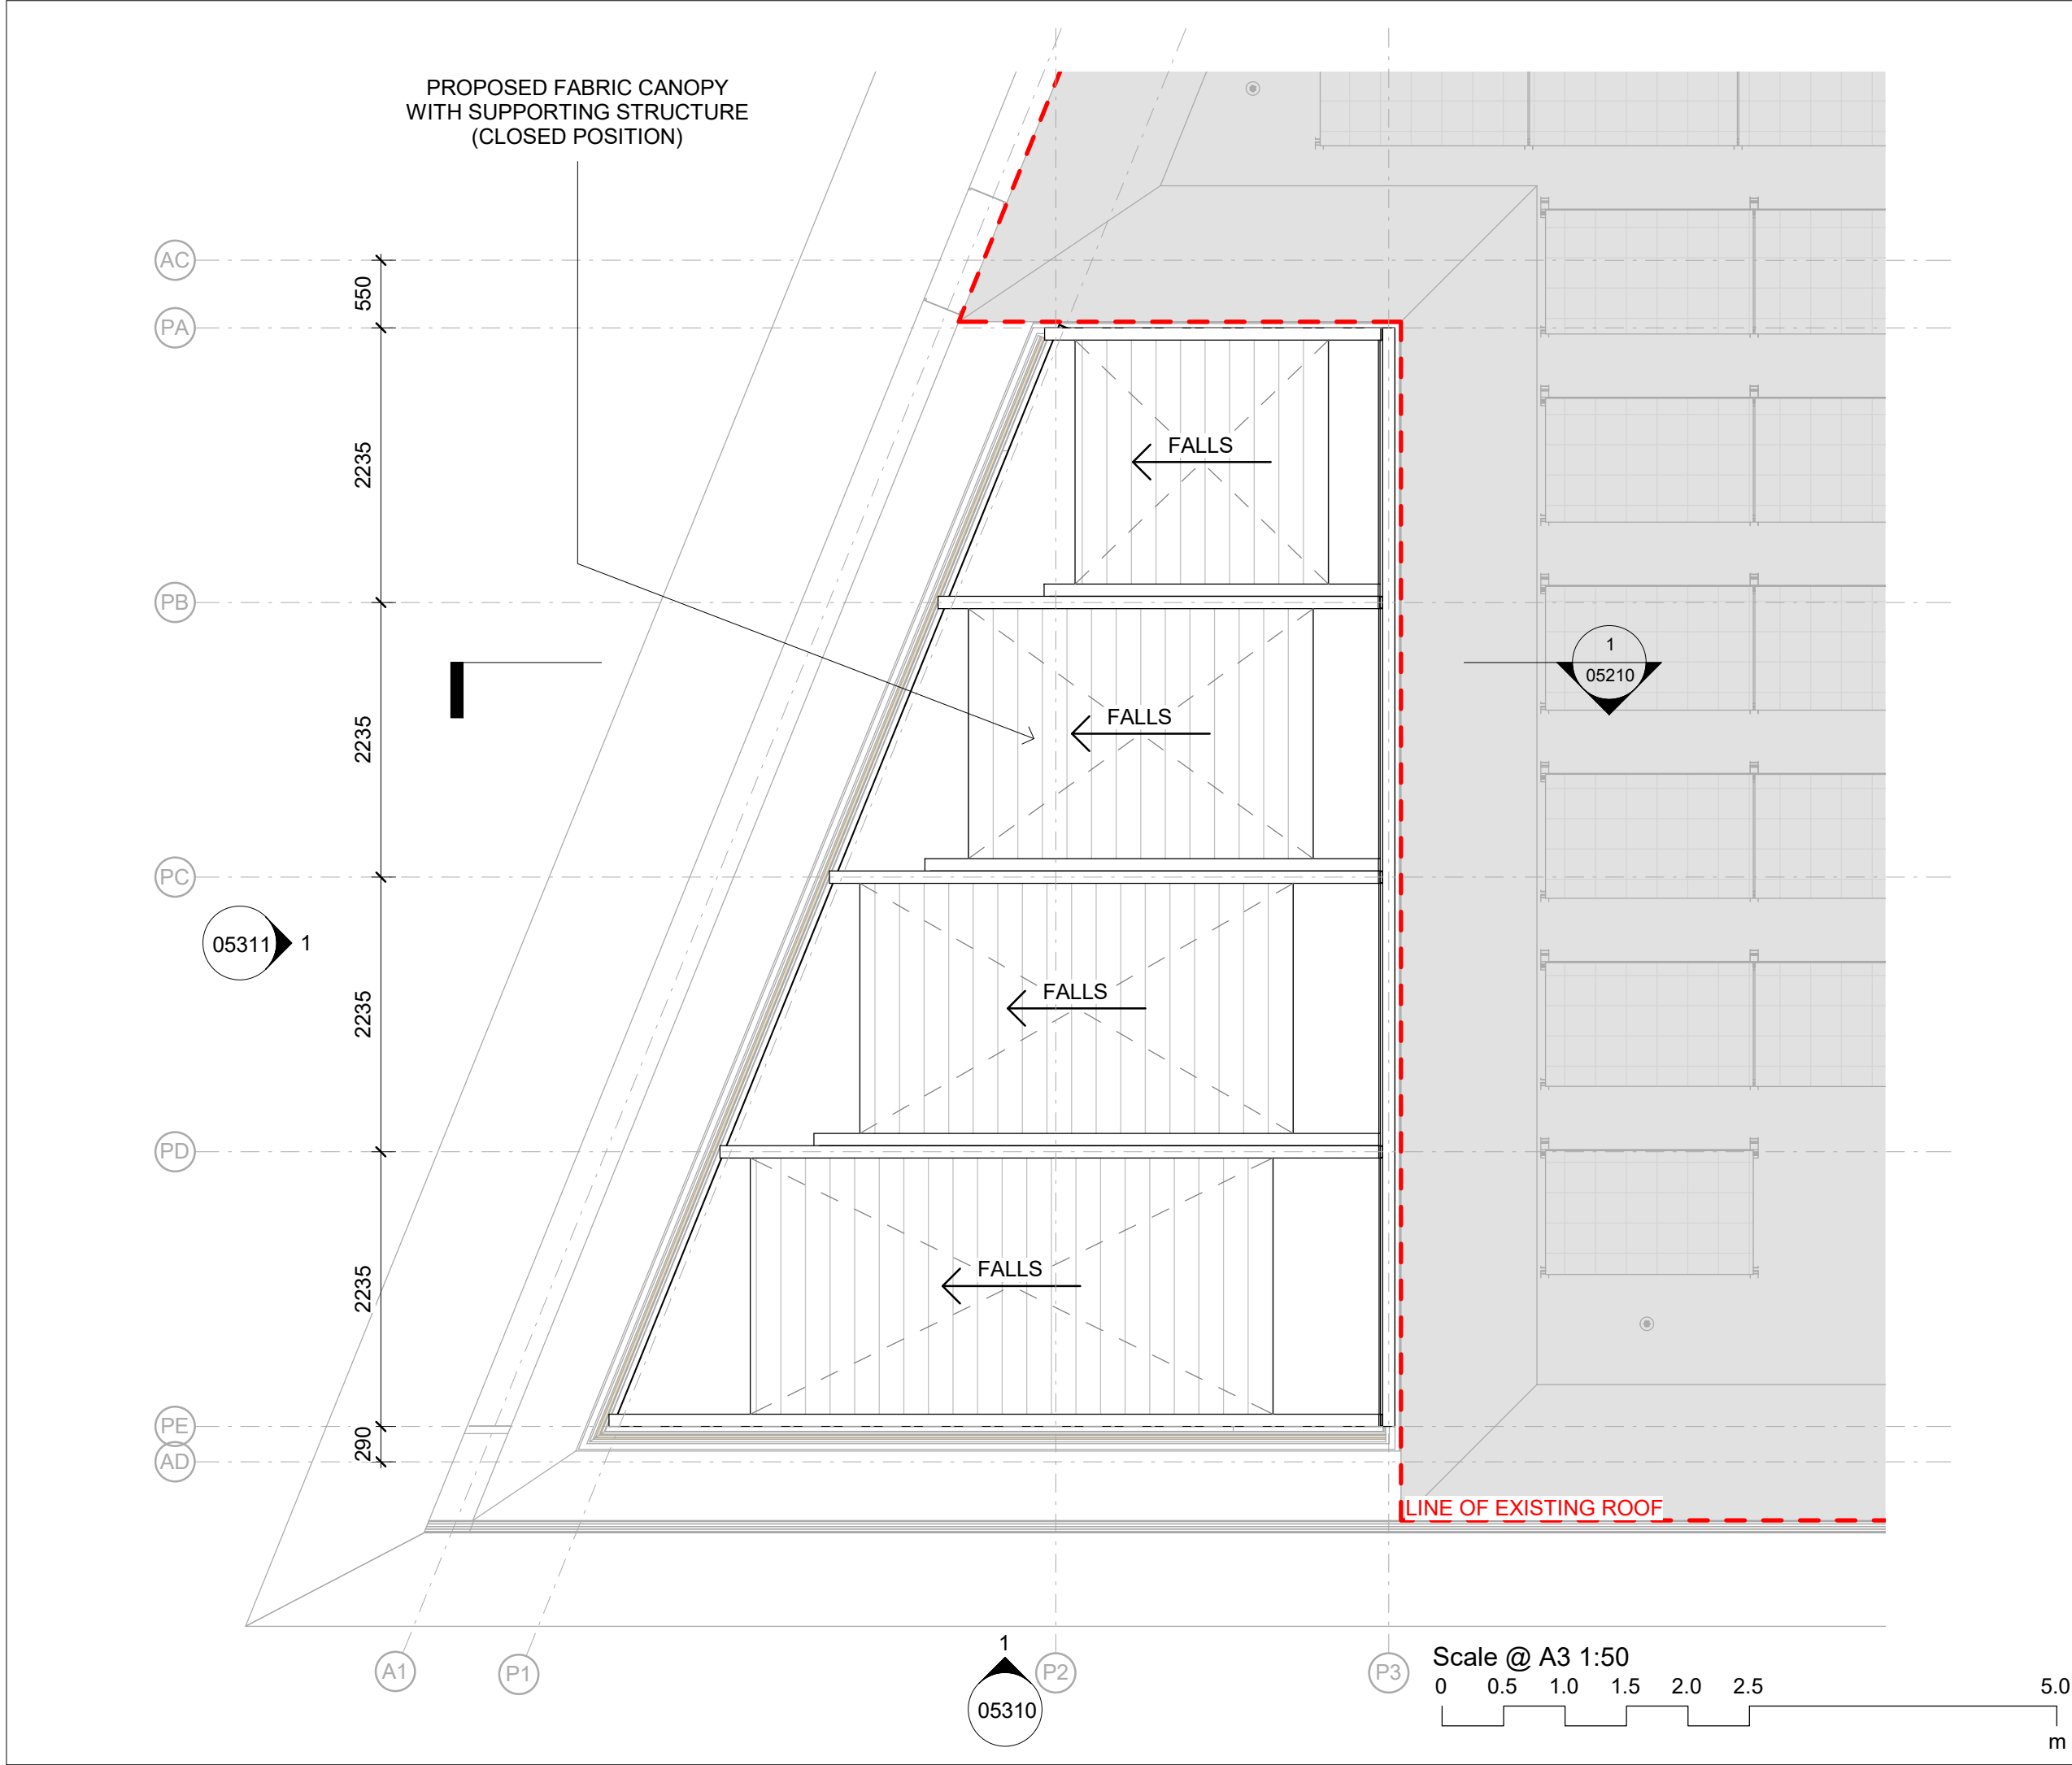 PROPOSED FABRIC CANOPY
WITH SUPPORTING STRUCTURE
(CLOSED POSITION)
AC
550
PA
2235
FALLS
PB
1
05210
2235
FALLS
PC
05311
1
2235
FALLS
PD
2235
FALLS
PE
290
AD
LINE OF EXISTING ROOF
A1
P1
1
05310
P2
P3
Scale @ A3 1:50
0 0.5 1.0 1.5 2.0 2.5 5.0
m